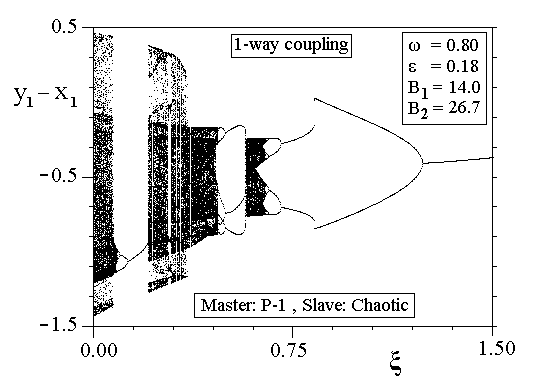 0.5
1-way coupling
ω = 0.80
ε = 0.18
B₁ = 14.0
B₂ = 26.7
y₁ – x₁
−0.5
Master: P-1 , Slave: Chaotic
−1.5
0.00 0.75 1.50
ξ